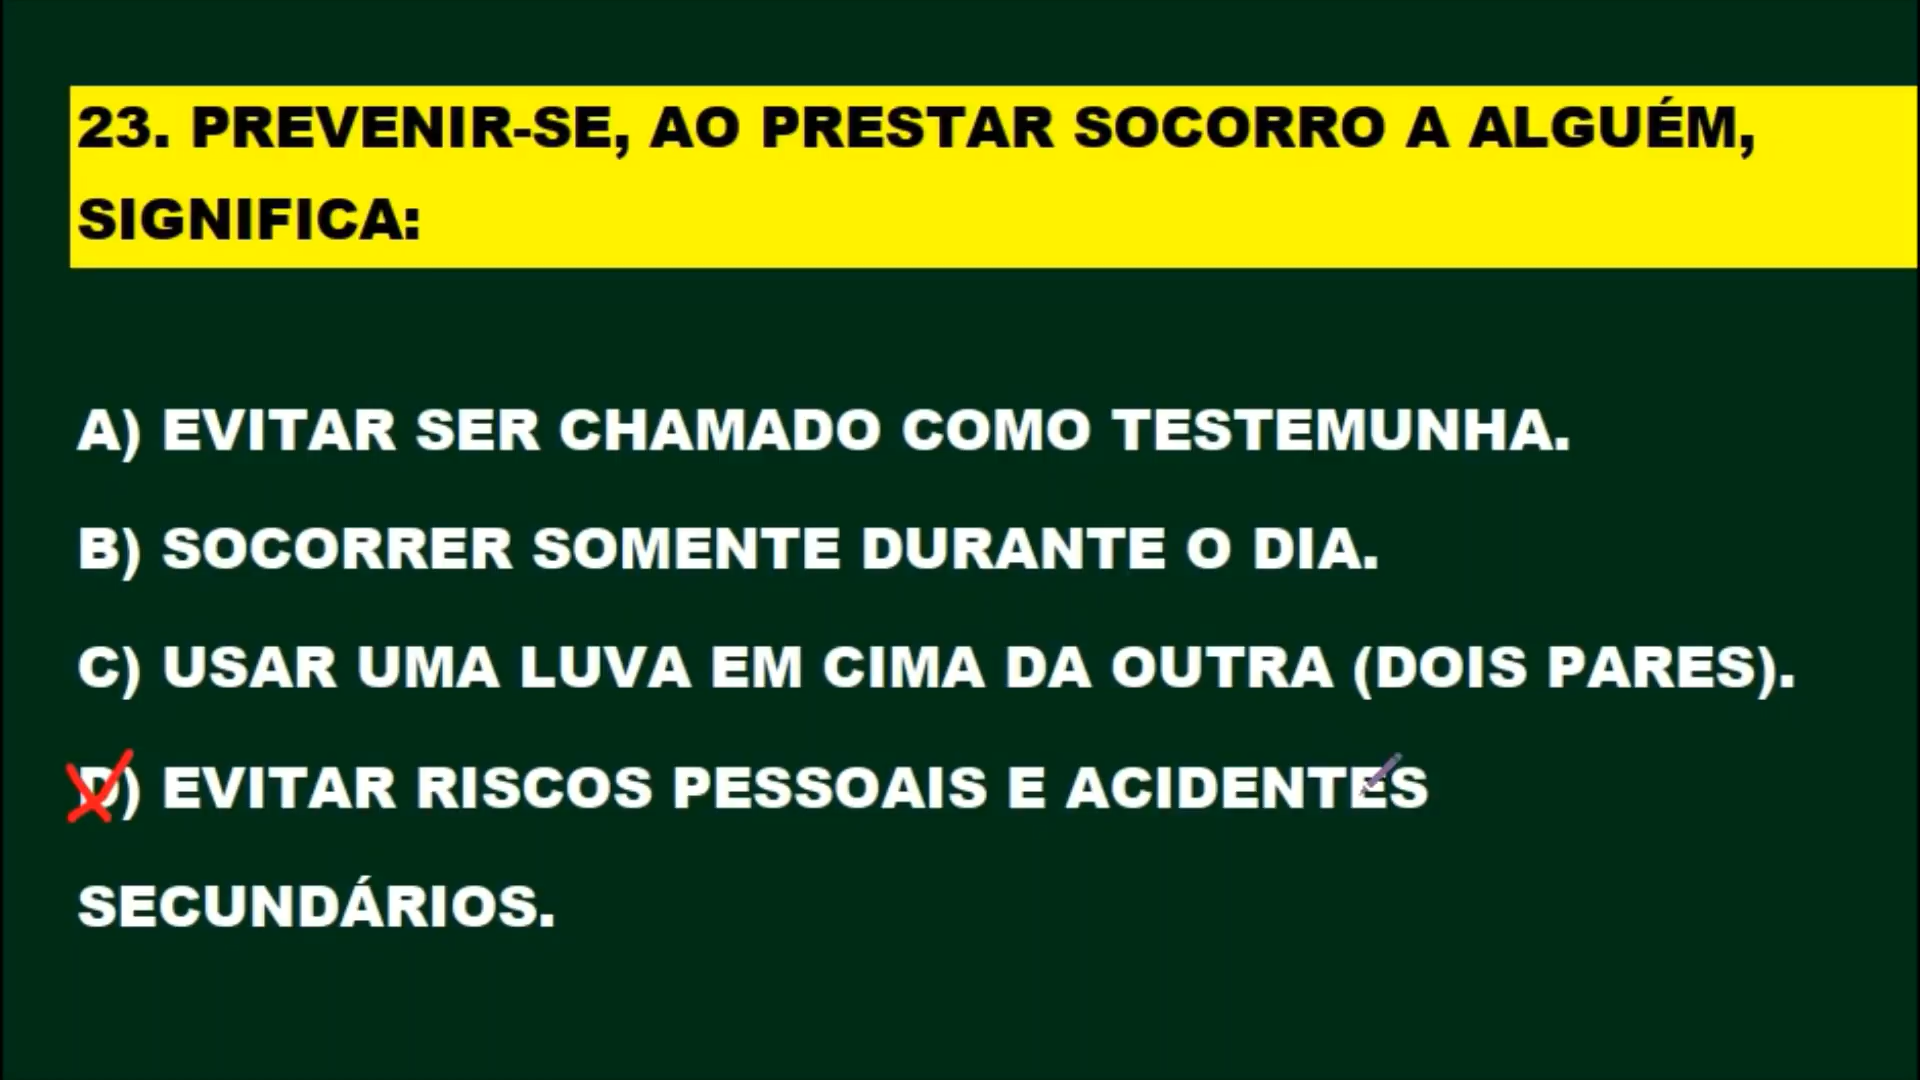 23. PREVENIR-SE, AO PRESTAR SOCORRO A ALGUÉM,
SIGNIFICA:
A) EVITAR SER CHAMADO COMO TESTEMUNHA.
B) SOCORRER SOMENTE DURANTE O DIA.
C) USAR UMA LUVA EM CIMA DA OUTRA (DOIS PARES).
D) EVITAR RISCOS PESSOAIS E ACIDENTES
SECUNDÁRIOS.